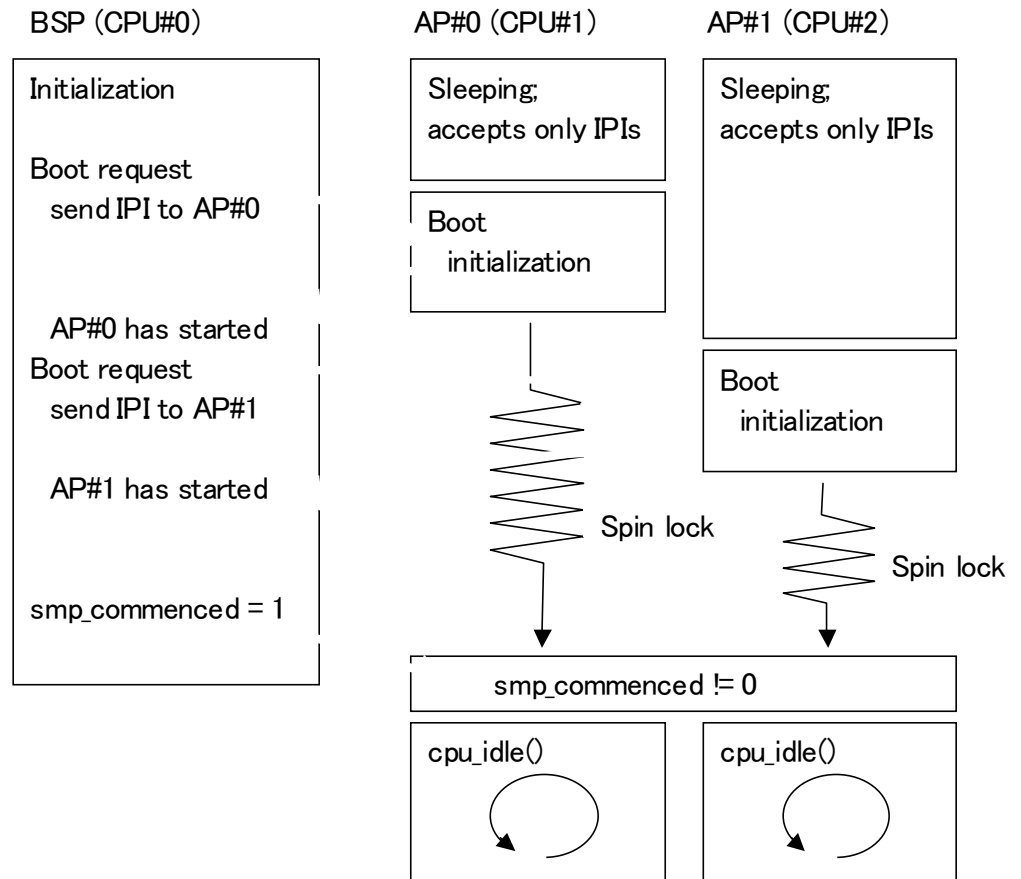 BSP (CPU#0)
Initialization
Boot request
send IPI to AP#0
AP#0 has started
Boot request
send IPI to AP#1
AP#1 has started
smp_commenced = 1
AP#0 (CPU#1)
Sleeping;
accepts only IPIs
Boot
initialization
Spin lock
AP#1 (CPU#2)
Sleeping;
accepts only IPIs
Boot
initialization
Spin lock
smp_commenced != 0
cpu_idle()
cpu_idle()